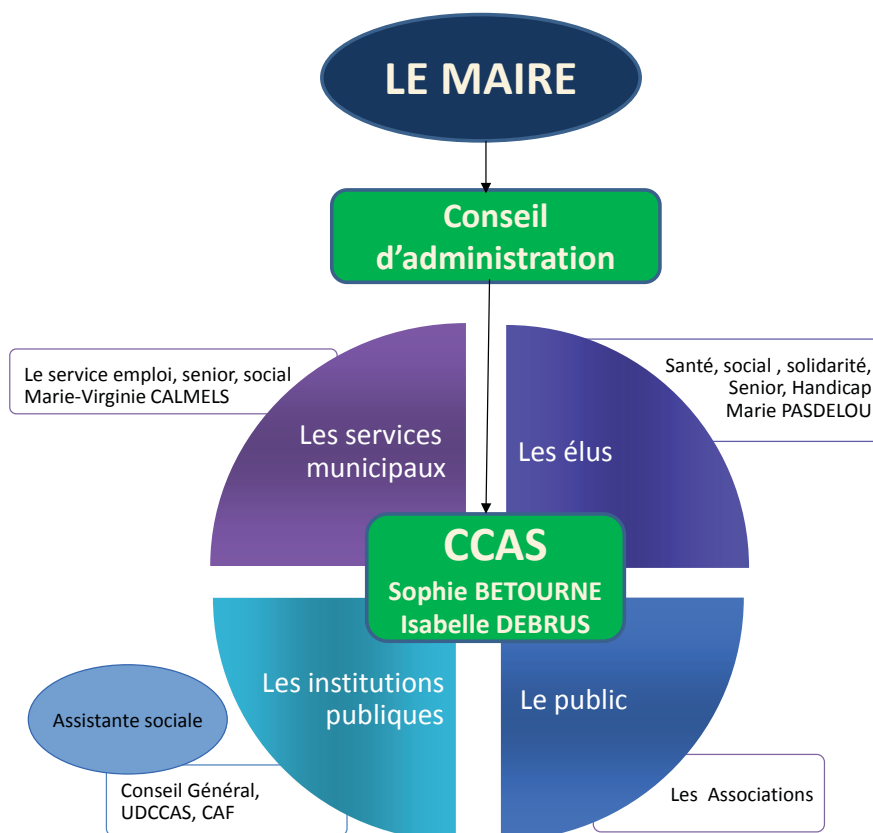 LE MAIRE
Conseil
d'administration
Le service emploi, senior, social
Marie-Virginie CALMELS
Santé, social , solidarité,
Senior, Handicap
Marie PASDELOU
Les services
municipaux
Les élus
CCAS
Sophie BETOURNE
Isabelle DEBRUS
Les institutions
publiques
Le public
Assistante sociale
Conseil Général,
UDCCAS, CAF
Les Associations